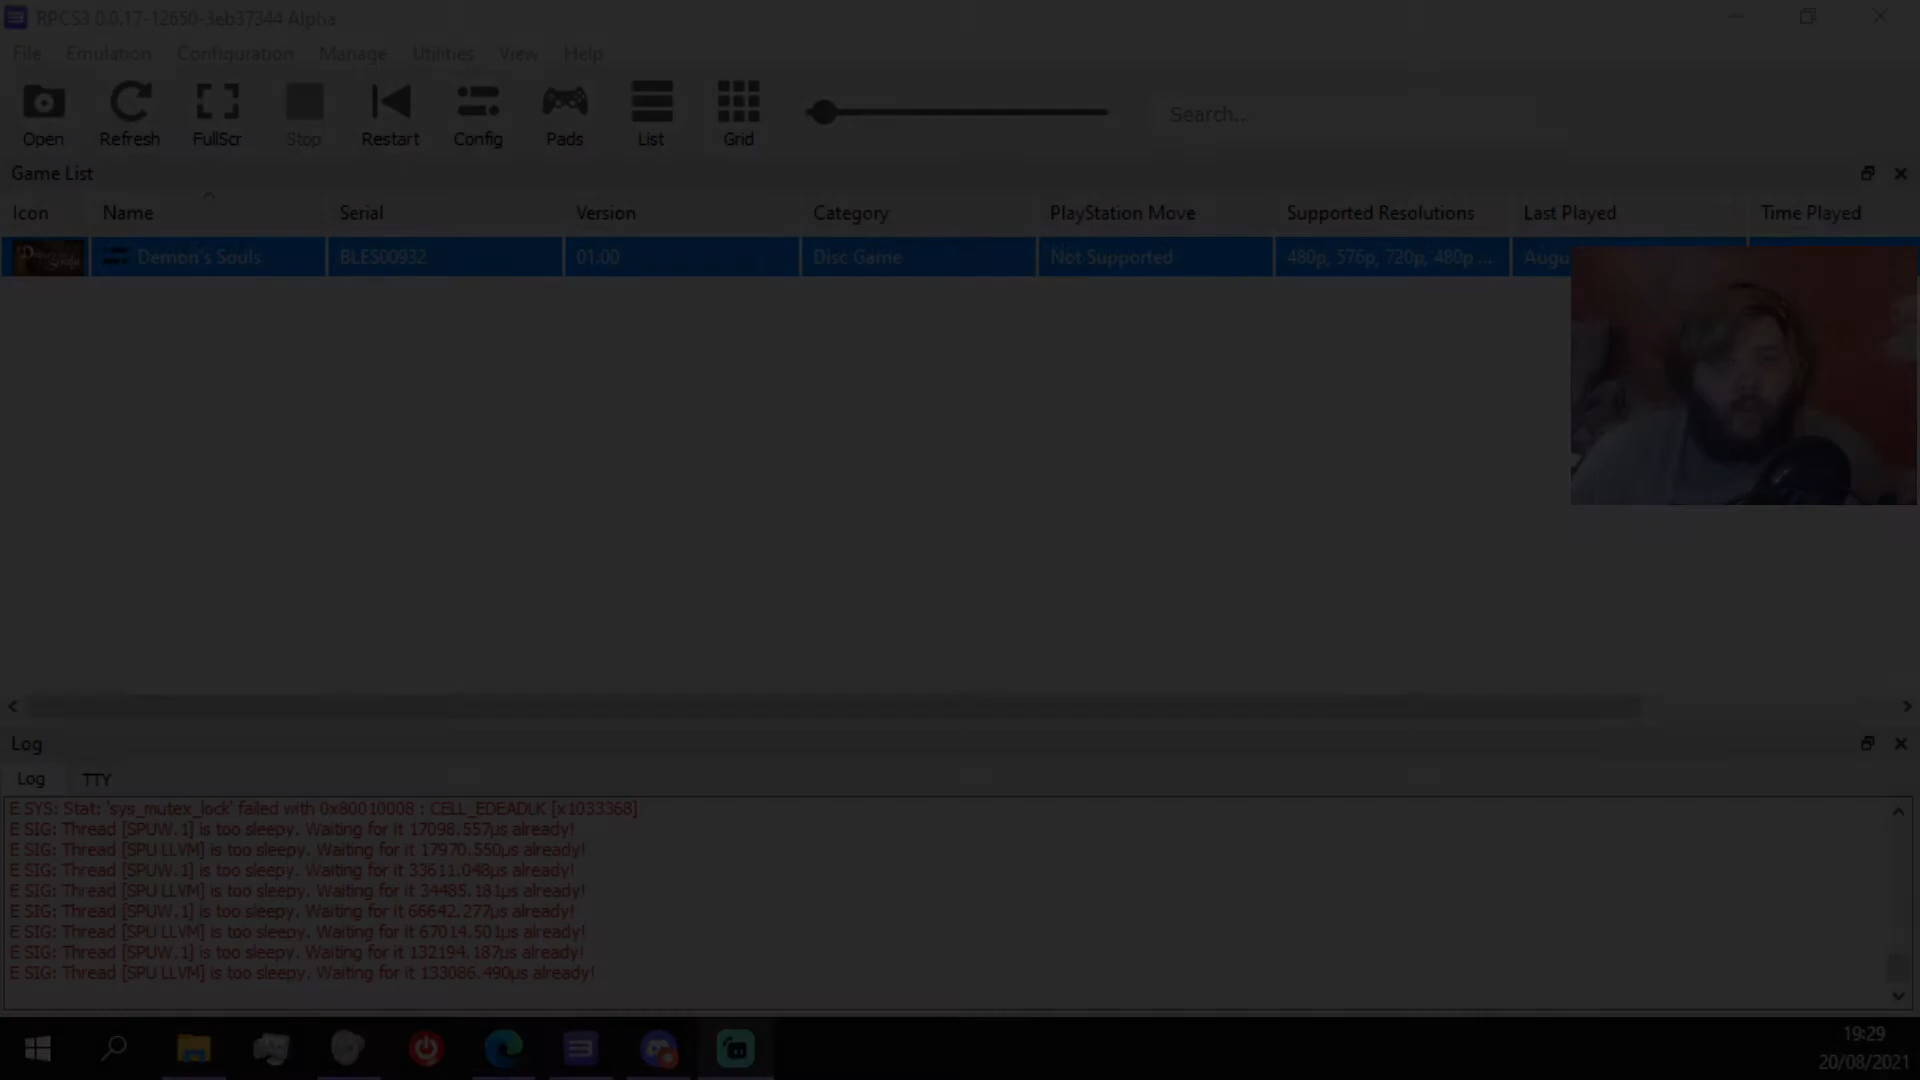 RPCS3 0.0.17-12650-3eb37344 Alpha
File Emulation Configuration Manage Utilities View Help
Open Refresh FullScr Stop Restart Config Pads List Grid
Search...
Game List
Icon Name Serial Version Category PlayStation Move Supported Resolutions Last Played Time Played
Demon's Souls BLES00932 01.00 Disc Game Not Supported 480p, 576p, 720p, 480p ... Augu
Log
Log TTY
E SYS: Stat: 'sys_mutex_lock' failed with 0x80010008 : CELL_EDEADLK [x1033368]
E SIG: Thread [SPUW.1] is too sleepy. Waiting for it 17098.557µs already!
E SIG: Thread [SPU LLVM] is too sleepy. Waiting for it 17970.550µs already!
E SIG: Thread [SPUW.1] is too sleepy. Waiting for it 33611.048µs already!
E SIG: Thread [SPU LLVM] is too sleepy. Waiting for it 34485.181µs already!
E SIG: Thread [SPUW.1] is too sleepy. Waiting for it 66642.277µs already!
E SIG: Thread [SPU LLVM] is too sleepy. Waiting for it 67014.501µs already!
E SIG: Thread [SPUW.1] is too sleepy. Waiting for it 132194.187µs already!
E SIG: Thread [SPU LLVM] is too sleepy. Waiting for it 133086.490µs already!
19:29
20/08/2021